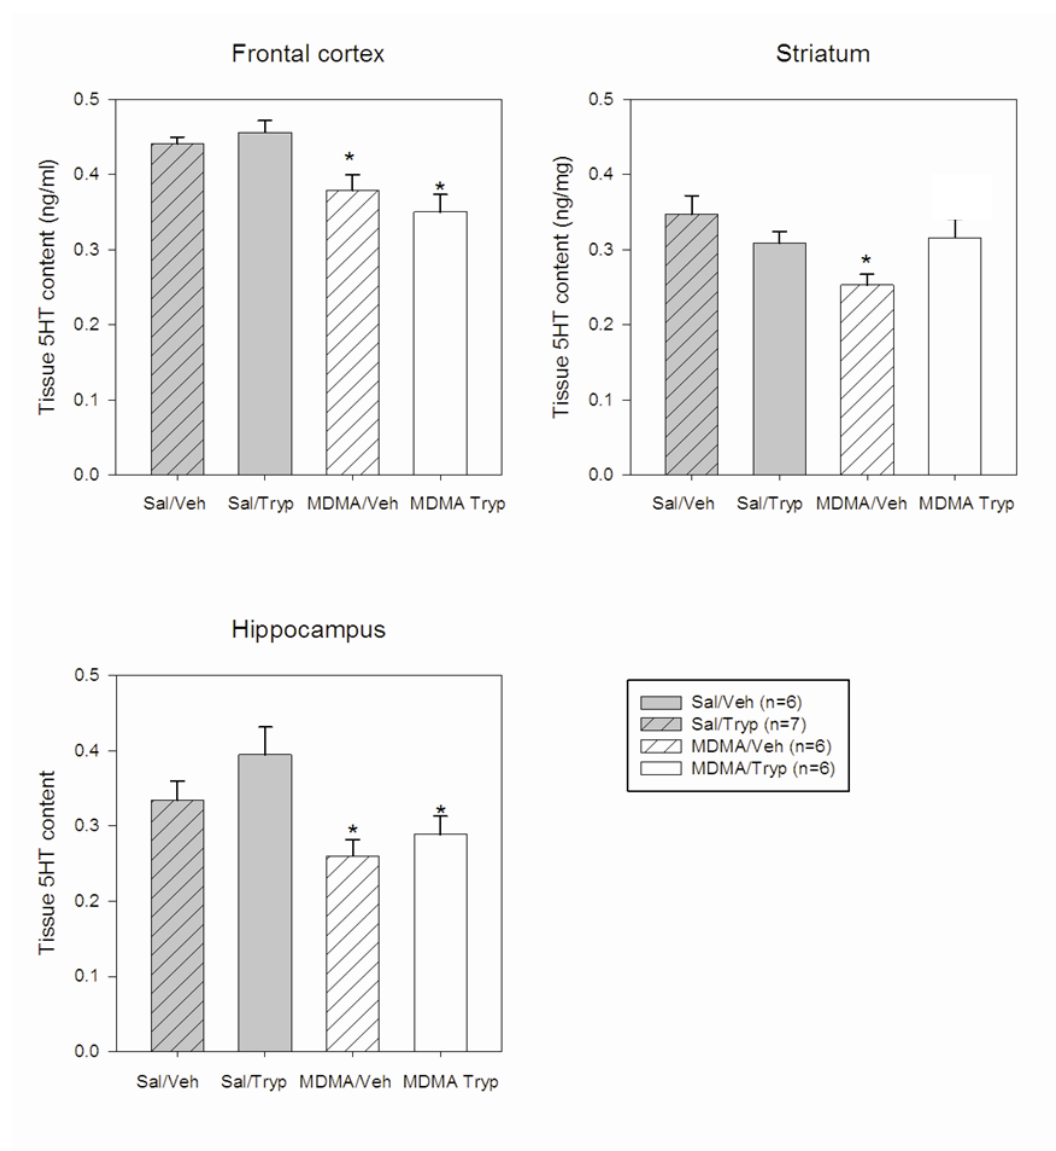 Frontal cortex
Tissue 5HT content (ng/ml)
0.5
0.4
0.3
0.2
0.1
0.0
*
*
Sal/Veh Sal/Tryp MDMA/Veh MDMA Tryp
Striatum
Tissue 5HT content (ng/mg)
0.5
0.4
0.3
0.2
0.1
0.0
*
Sal/Veh Sal/Tryp MDMA/Veh MDMA Tryp
Hippocampus
Tissue 5HT content
0.5
0.4
0.3
0.2
0.1
0.0
*
*
Sal/Veh Sal/Tryp MDMA/Veh MDMA Tryp
Sal/Veh (n=6)
Sal/Tryp (n=7)
MDMA/Veh (n=6)
MDMA/Tryp (n=6)